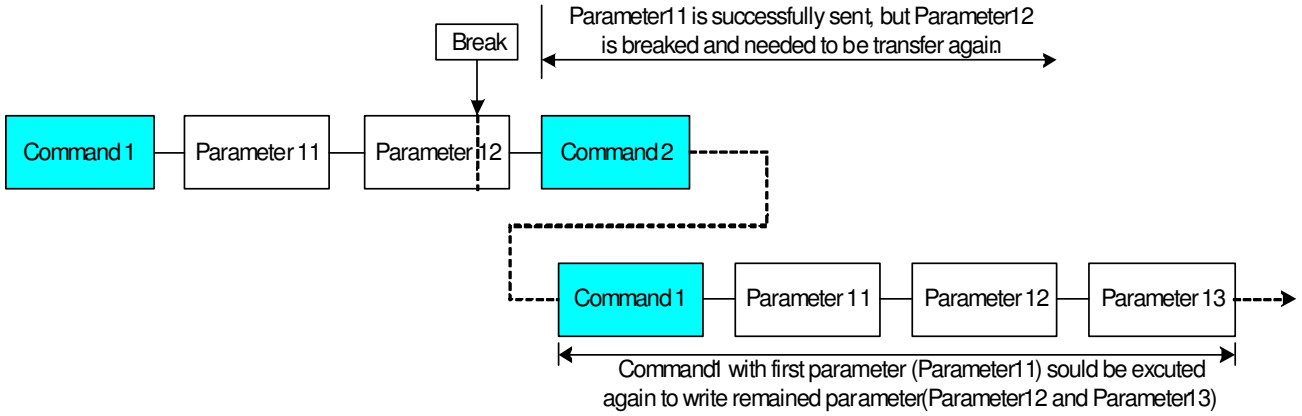 Parameter11 is successfully sent, but Parameter12
is breaked and needed to be transfer again.
Break
Command 1
Parameter 11
Parameter 12
Command 2
Command 1
Parameter 11
Parameter 12
Parameter 13
Command1 with first parameter (Parameter11) sould be excuted
again to write remained parameter(Parameter12 and Parameter13)